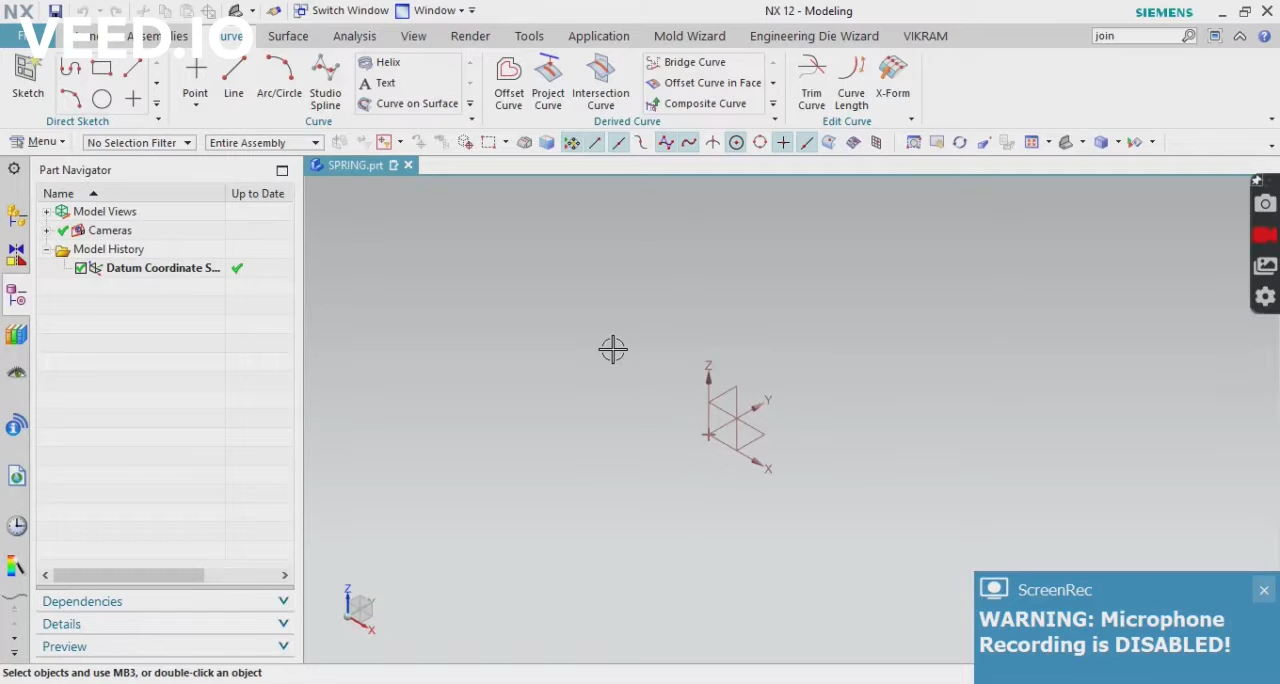 NX
Switch Window
Window
NX 12 - Modeling
SIEMENS
VEED.IO
Assemblies
Curve
Surface
Analysis
View
Render
Tools
Application
Mold Wizard
Engineering Die Wizard
VIKRAM
join
Sketch
Direct Sketch
Point
Line
Arc/Circle
Studio
Spline
Helix
Text
Curve on Surface
Curve
Offset
Curve
Project
Curve
Intersection
Curve
Bridge Curve
Offset Curve in Face
Composite Curve
Derived Curve
Trim
Curve
Curve
Length
X-Form
Edit Curve
Menu
No Selection Filter
Entire Assembly
Part Navigator
SPRING.prt
Name
Up to Date
Model Views
Cameras
Model History
Datum Coordinate S...
Z
Y
X
Z
X
Dependencies
Details
Preview
ScreenRec
WARNING: Microphone
Recording is DISABLED!
Select objects and use MB3, or double-click an object